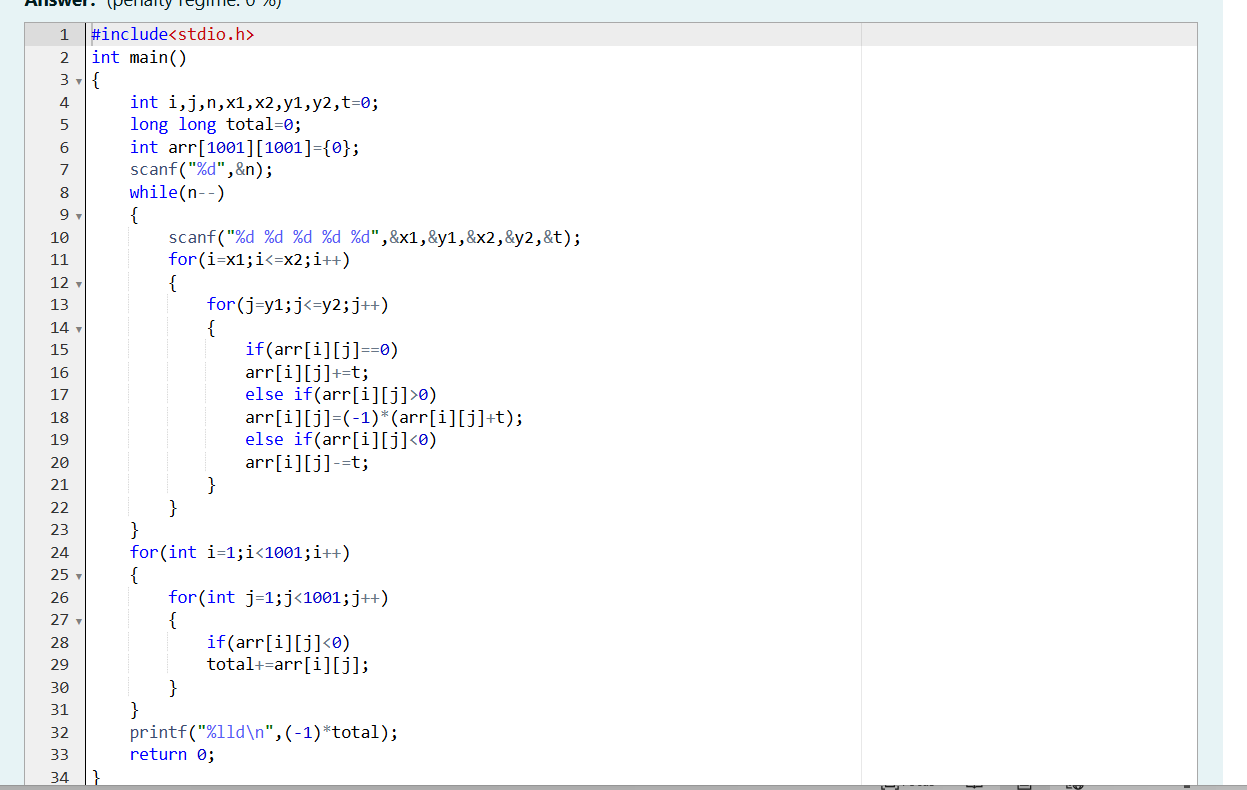 Answer: (penalty regime: 0 %)
1 #include<stdio.h>
2 int main()
3 {
4 int i,j,n,x1,x2,y1,y2,t=0;
5 long long total=0;
6 int arr[1001][1001]={0};
7 scanf("%d",&n);
8 while(n--)
9 {
10 scanf("%d %d %d %d %d",&x1,&y1,&x2,&y2,&t);
11 for(i=x1;i<=x2;i++)
12 {
13 for(j=y1;j<=y2;j++)
14 {
15 if(arr[i][j]==0)
16 arr[i][j]+=t;
17 else if(arr[i][j]>0)
18 arr[i][j]=(-1)*(arr[i][j]+t);
19 else if(arr[i][j]<0)
20 arr[i][j]-=t;
21 }
22 }
23 }
24 for(int i=1;i<1001;i++)
25 {
26 for(int j=1;j<1001;j++)
27 {
28 if(arr[i][j]<0)
29 total+=arr[i][j];
30 }
31 }
32 printf("%lld\n",(-1)*total);
33 return 0;
34 }